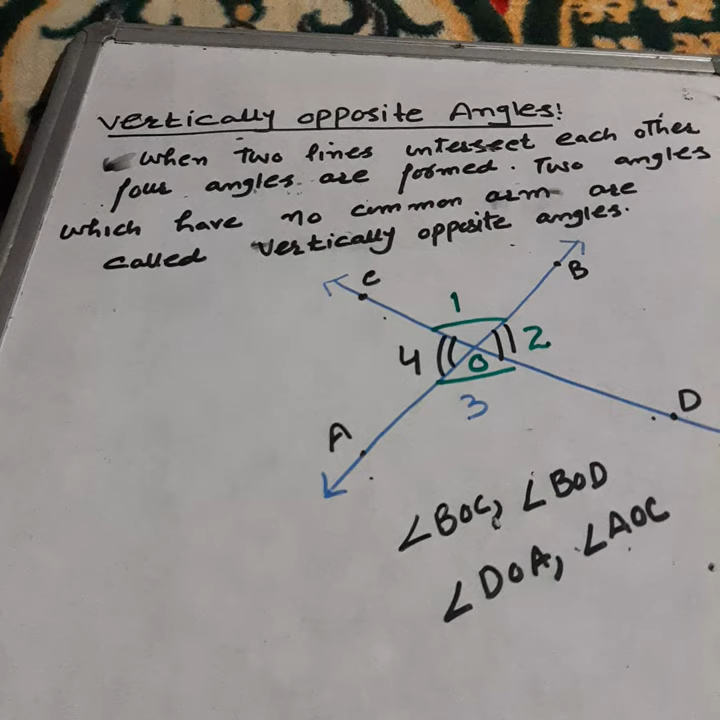 Vertically opposite Angles!
When Two lines intersect each other
four angles are formed. Two angles
which have no common arm are
called vertically opposite angles.
C
B
1
4
2
O
3
A
D
∠BOC, ∠BOD
∠DOA, ∠AOC